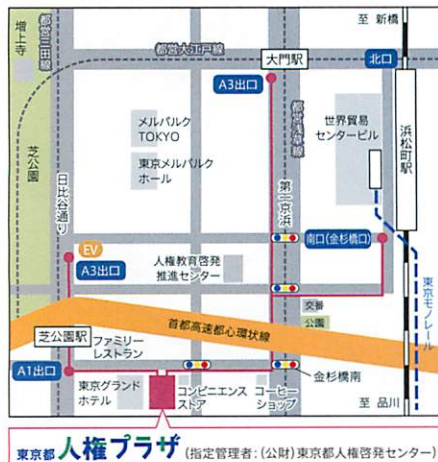 至 新橋
都営三田線
増上寺
都営大江戸線
大門駅
北口
A3出口
メルパルク
TOKYO
都営浅草線
世界貿易
センタービル
浜松町駅
東京メルパルク
ホール
芝公園
日比谷通り
第一京浜
EV
A3出口
人権教育啓発
推進センター
南口(金杉橋口)
東京モノレール
交番
公園
首都高速都心環状線
芝公園駅
ファミリー
レストラン
A1出口
金杉橋南
東京グランド
ホテル
コンビニエンス
ストア
コーヒー
ショップ
至 品川
東京都 人権プラザ (指定管理者:(公財)東京都人権啓発センター)